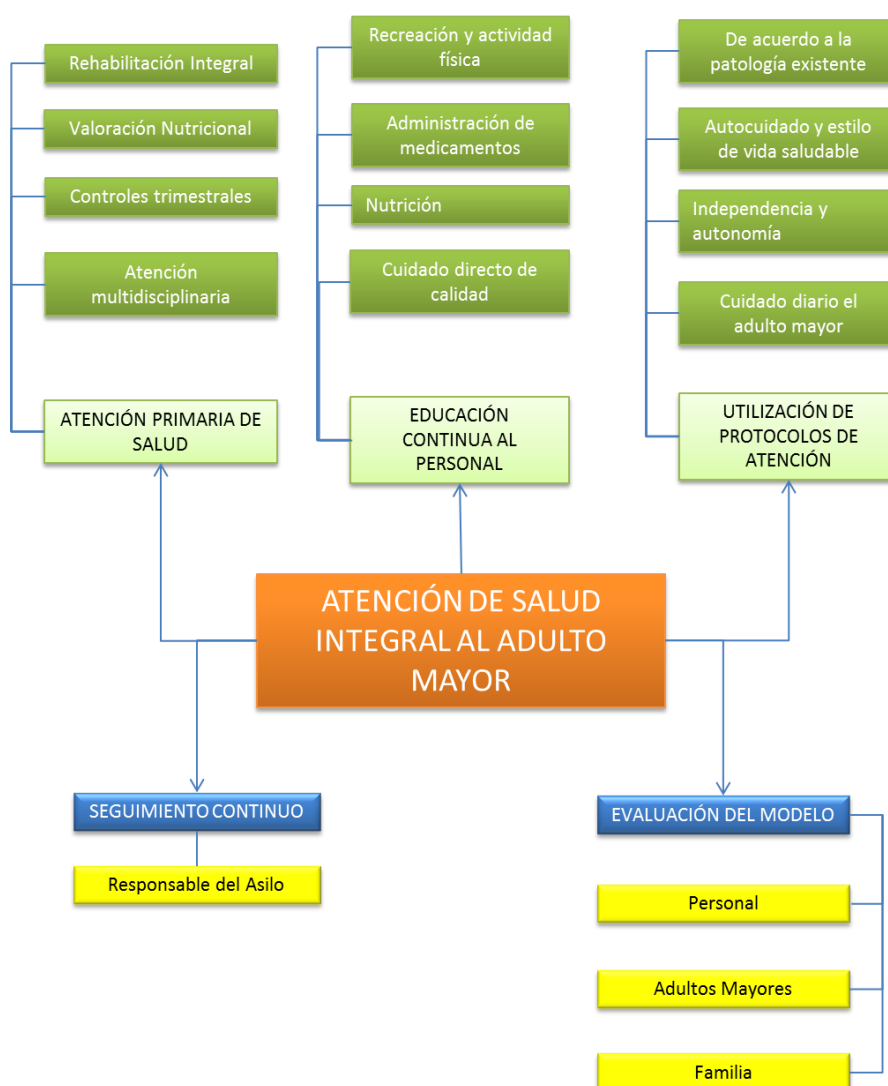 Rehabilitación Integral
Valoración Nutricional
Controles trimestrales
Atención
multidisciplinaria
ATENCIÓN PRIMARIA DE
SALUD
Recreación y actividad
física
Administración de
medicamentos
Nutrición
Cuidado directo de
calidad
EDUCACIÓN
CONTINUA AL
PERSONAL
De acuerdo a la
patología existente
Autocuidado y estilo
de vida saludable
Independencia y
autonomía
Cuidado diario el
adulto mayor
UTILIZACIÓN DE
PROTOCOLOS DE
ATENCIÓN
ATENCIÓN DE SALUD
INTEGRAL AL ADULTO
MAYOR
SEGUIMIENTO CONTINUO
Responsable del Asilo
EVALUACIÓN DEL MODELO
Personal
Adultos Mayores
Familia